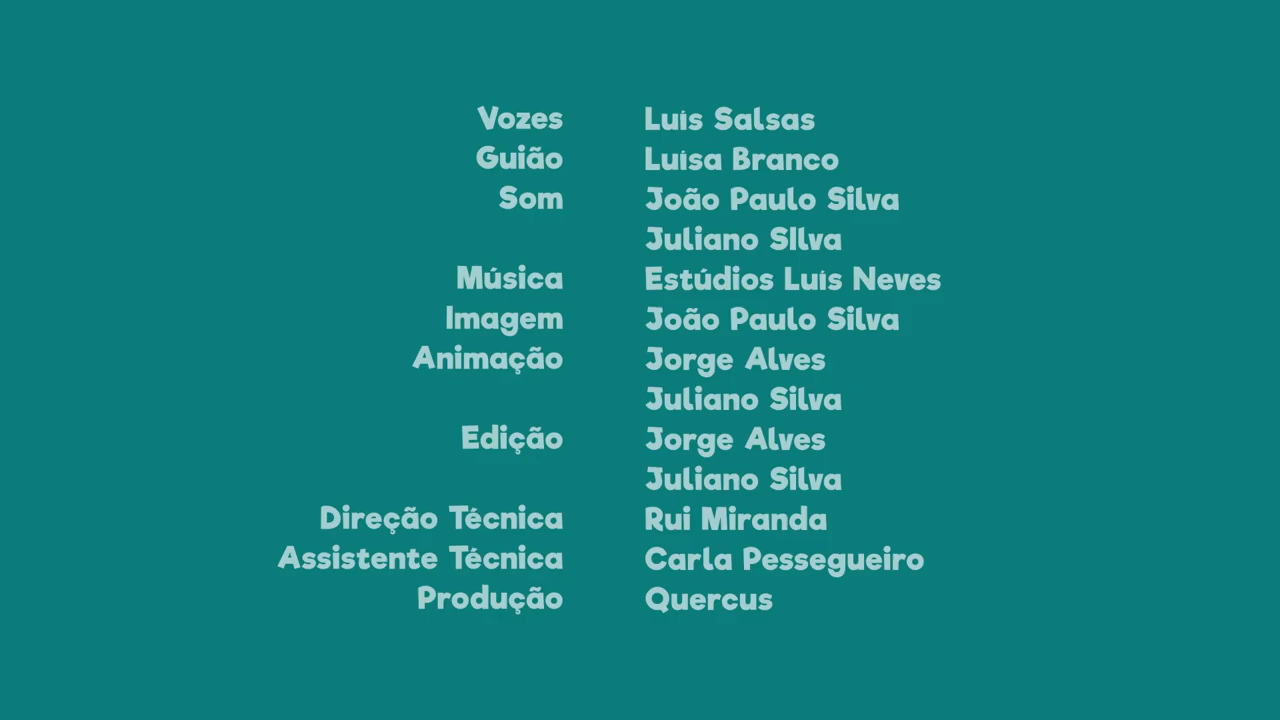 Vozes Luís Salsas
Guião Luísa Branco
Som João Paulo Silva
Juliano SIlva
Música Estúdios Luís Neves
Imagem João Paulo Silva
Animação Jorge Alves
Juliano Silva
Edição Jorge Alves
Juliano Silva
Direção Técnica Rui Miranda
Assistente Técnica Carla Pessegueiro
Produção Quercus